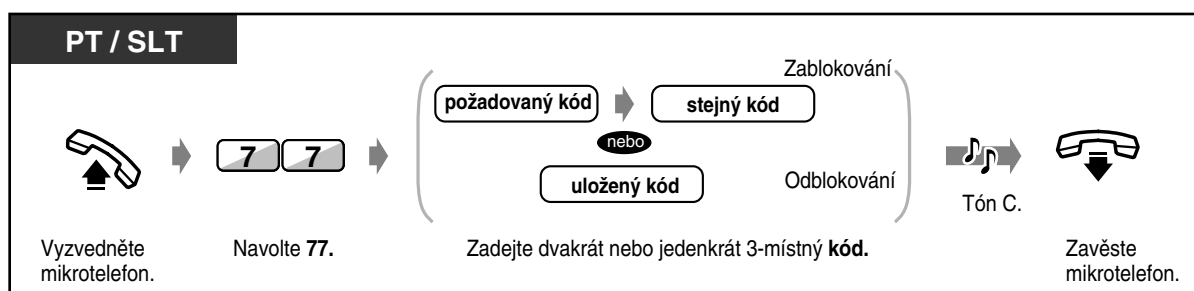 PT / SLT
Zablokování
požadovaný kód
stejný kód
7 7
nebo
uložený kód
Odblokování
Tón C.
Vyzvedněte
mikrotelefon.
Navolte 77.
Zadejte dvakrát nebo jedenkrát 3-místný kód.
Zavěste
mikrotelefon.